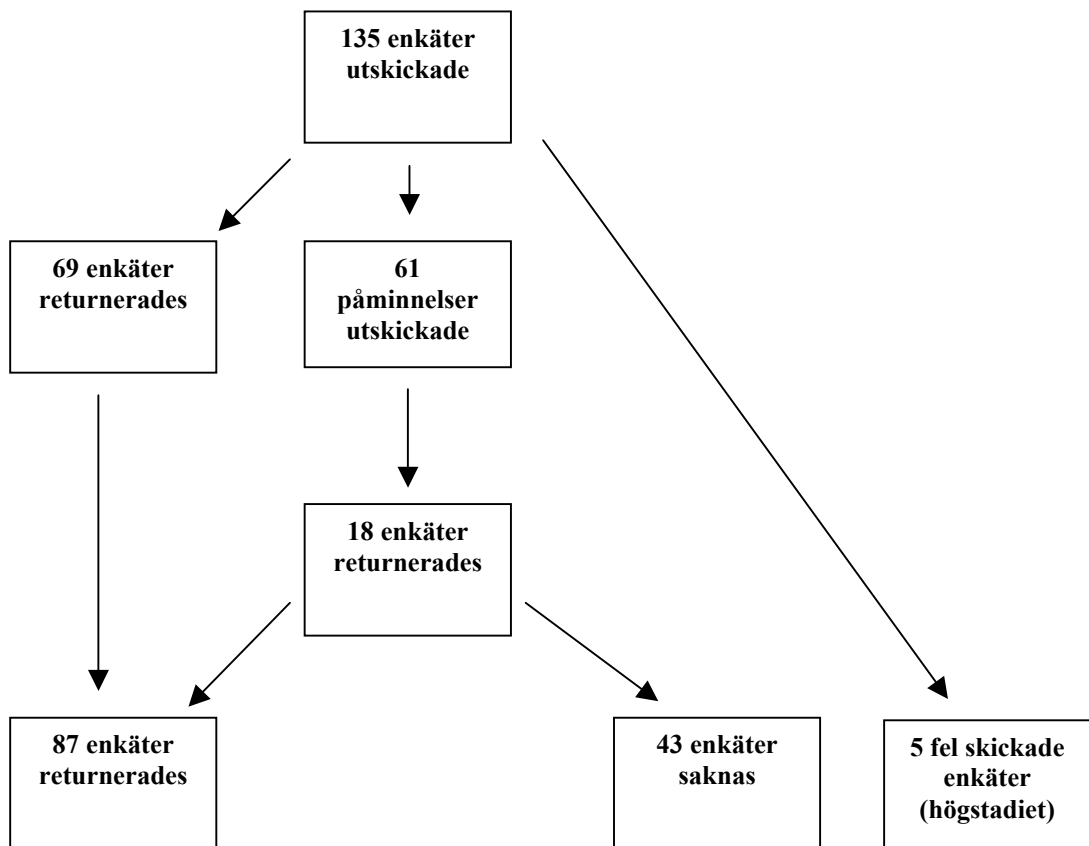 135 enkäter
utskickade
69 enkäter
returnerades
61
påminnelser
utskickade
18 enkäter
returnerades
87 enkäter
returnerades
43 enkäter
saknas
5 fel skickade
enkäter
(högstadiet)